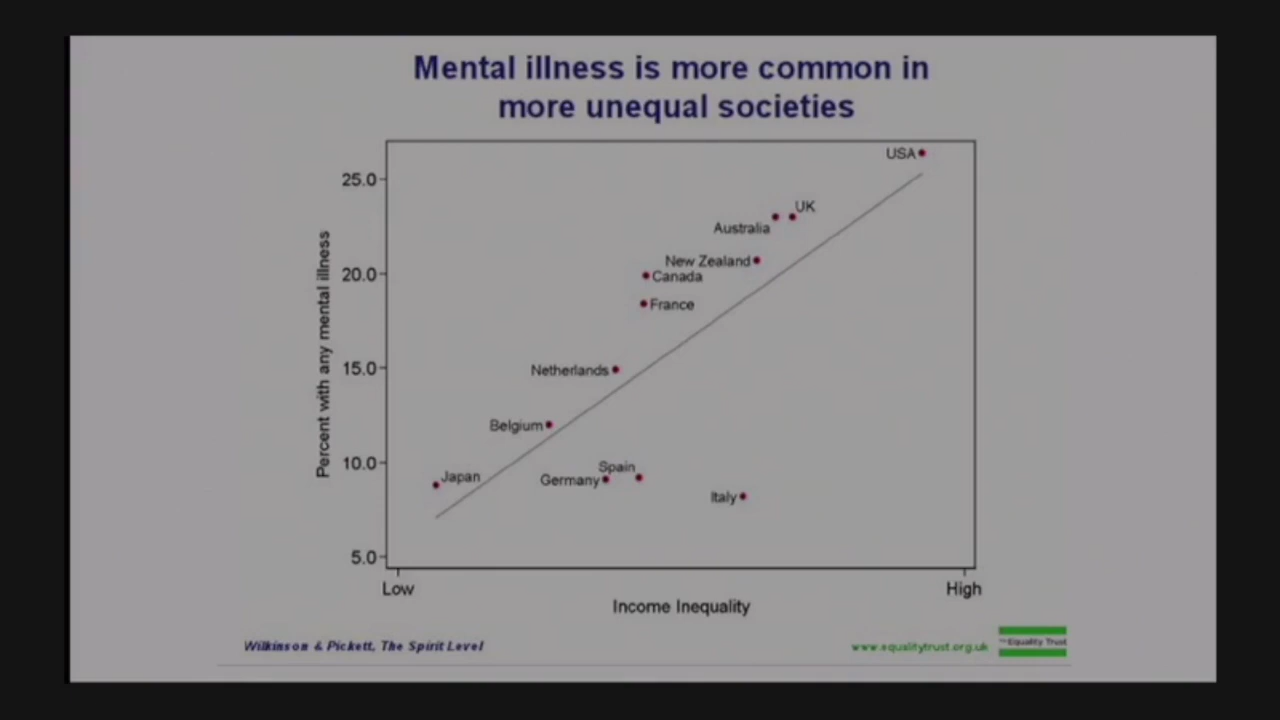 Mental illness is more common in
more unequal societies
Percent with any mental illness
25.0
20.0
15.0
10.0
5.0
USA
UK
Australia
New Zealand
Canada
France
Netherlands
Belgium
Japan
Spain
Germany
Italy
Low
High
Income Inequality
Wilkinson & Pickett, The Spirit Level
www.equalitytrust.org.uk
The Equality Trust